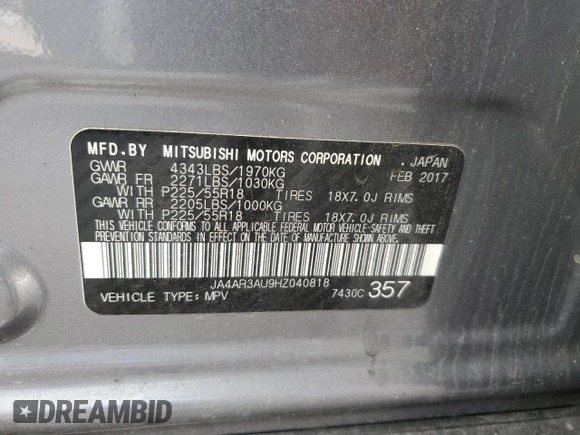 MFD.BY MITSUBISHI MOTORS CORPORATION . JAPAN
GVWR 4343LBS/1970KG FEB 2017
GAWR FR 2271LBS/1030KG
WITH P225/55R18 TIRES 18X7.0J RIMS
GAWR RR 2205LBS/1000KG
WITH P225/55R18 TIRES 18X7.0J RIMS
THIS VEHICLE CONFORMS TO ALL APPLICABLE FEDERAL MOTOR VEHICLE SAFETY AND THEFT
PREVENTION STANDARDS IN EFFECT ON THE DATE OF MANUFACTURE SHOWN ABOVE.
JA4AR3AU9HZ040818
VEHICLE TYPE: MPV 7430C 357
DREAMBID